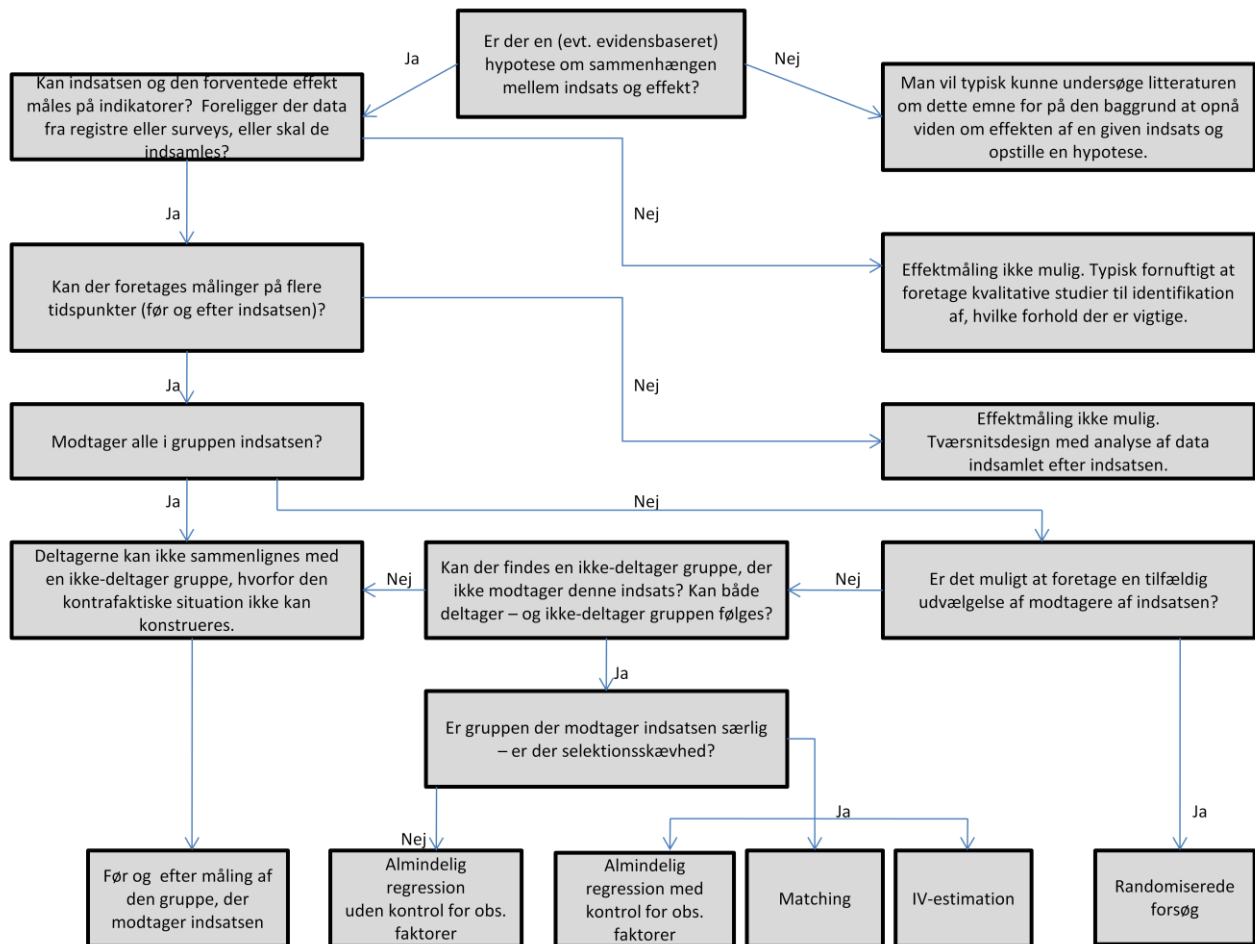 Er der en (evt. evidensbaseret)
hypotese om sammenhængen
mellem indsats og effekt?
Ja
Nej
Kan indsatsen og den forventede effekt
måles på indikatorer? Foreligger der data
fra registre eller surveys, eller skal de
indsamles?
Man vil typisk kunne undersøge litteraturen
om dette emne for på den baggrund at opnå
viden om effekten af en given indsats og
opstille en hypotese.
Ja
Nej
Kan der foretages målinger på flere
tidspunkter (før og efter indsatsen)?
Effektmåling ikke mulig. Typisk fornuftigt at
foretage kvalitative studier til identifikation
af, hvilke forhold der er vigtige.
Ja
Nej
Modtager alle i gruppen indsatsen?
Effektmåling ikke mulig.
Tværsnitsdesign med analyse af data
indsamlet efter indsatsen.
Ja
Nej
Deltagerne kan ikke sammenlignes med
en ikke-deltager gruppe, hvorfor den
kontrafaktiske situation ikke kan
konstrueres.
Nej
Kan der findes en ikke-deltager gruppe, der
ikke modtager denne indsats? Kan både
deltager – og ikke-deltager gruppen følges?
Nej
Er det muligt at foretage en tilfældig
udvælgelse af modtagere af indsatsen?
Ja
Er gruppen der modtager indsatsen særlig
– er der selektionsskævhed?
Nej
Ja
Ja
Før og efter måling af
den gruppe, der
modtager indsatsen
Almindelig
regression
uden kontrol for obs.
faktorer
Almindelig
regression med
kontrol for obs.
faktorer
Matching
IV-estimation
Randomiserede
forsøg